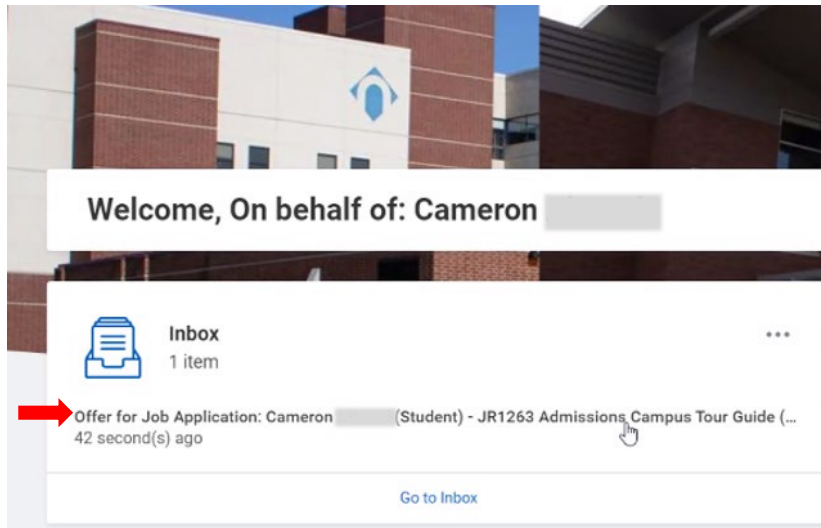 Welcome, On behalf of: Cameron
Inbox
1 item
Offer for Job Application: Cameron (Student) - JR1263 Admissions Campus Tour Guide (...
42 second(s) ago
Go to Inbox